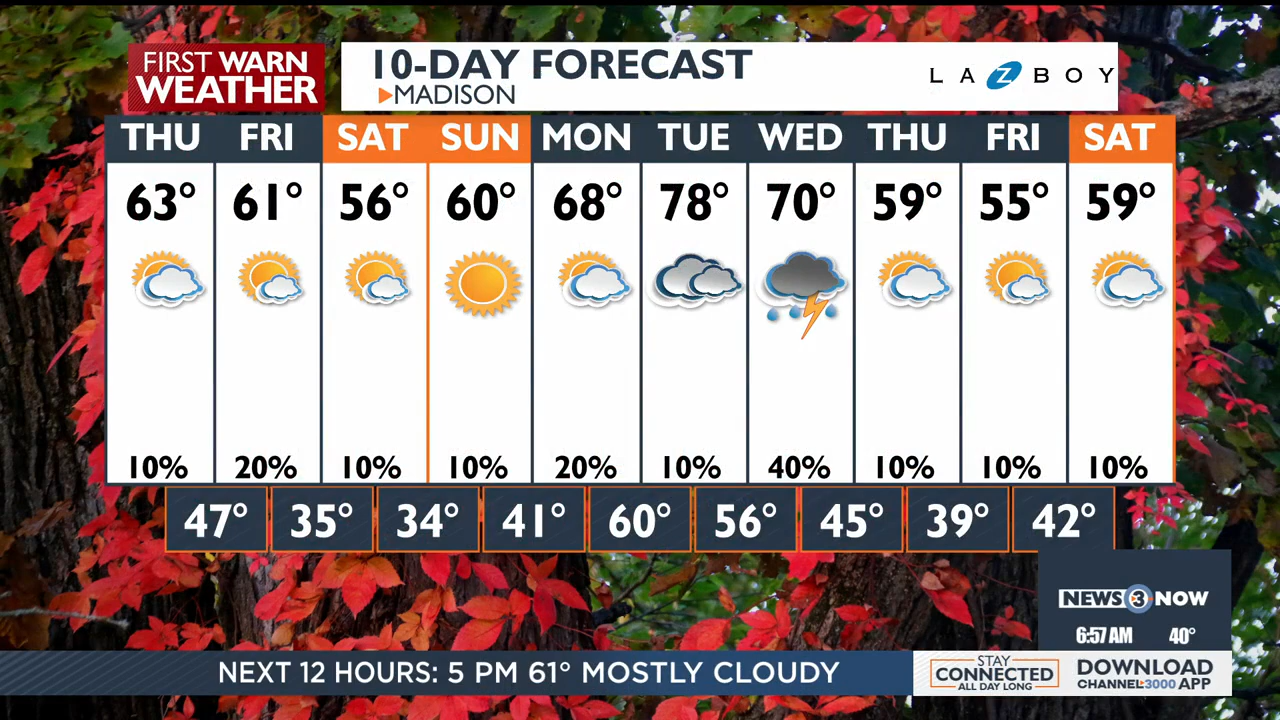 FIRST WARN
WEATHER
10-DAY FORECAST
MADISON
LA Z BOY
THU FRI SAT SUN MON TUE WED THU FRI SAT
63° 61° 56° 60° 68° 78° 70° 59° 55° 59°
10% 20% 10% 10% 20% 10% 40% 10% 10% 10%
47° 35° 34° 41° 60° 56° 45° 39° 42°
NEWS 3 NOW
6:57 AM 40°
NEXT 12 HOURS: 5 PM 61° MOSTLY CLOUDY
STAY
CONNECTED
ALL DAY LONG
DOWNLOAD
CHANNEL3000 APP